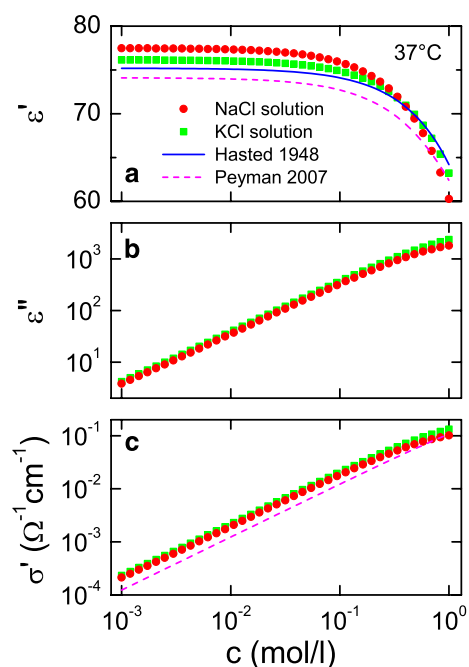 80
37°C
ε'
70
NaCl solution
KCl solution
Hasted 1948
Peyman 2007
a
60
b
10³
ε"
10²
10¹
c
10⁻¹
10⁻²
σ' (Ω⁻¹cm⁻¹)
10⁻³
10⁻⁴
10⁻³ 10⁻² 10⁻¹ 10⁰
c (mol/l)